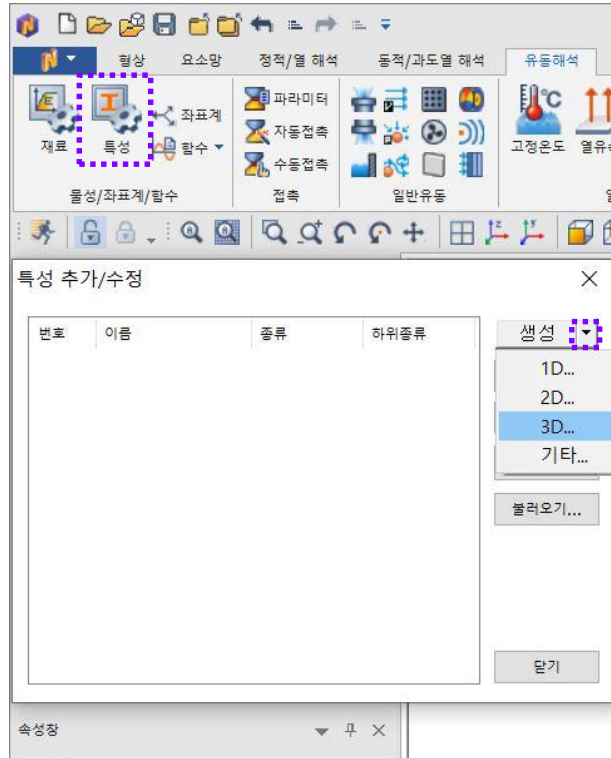 형상 요소망 정적/열 해석 동적/과도열 해석 유동해석
재료 특성 좌표계 함수 파라미터 자동접촉 수동접촉 고정온도
물성/좌표계/함수 접촉 일반유동
특성 추가/수정
번호 이름 종류 하위종류
생성
1D...
2D...
3D...
기타...
불러오기...
닫기
속성창